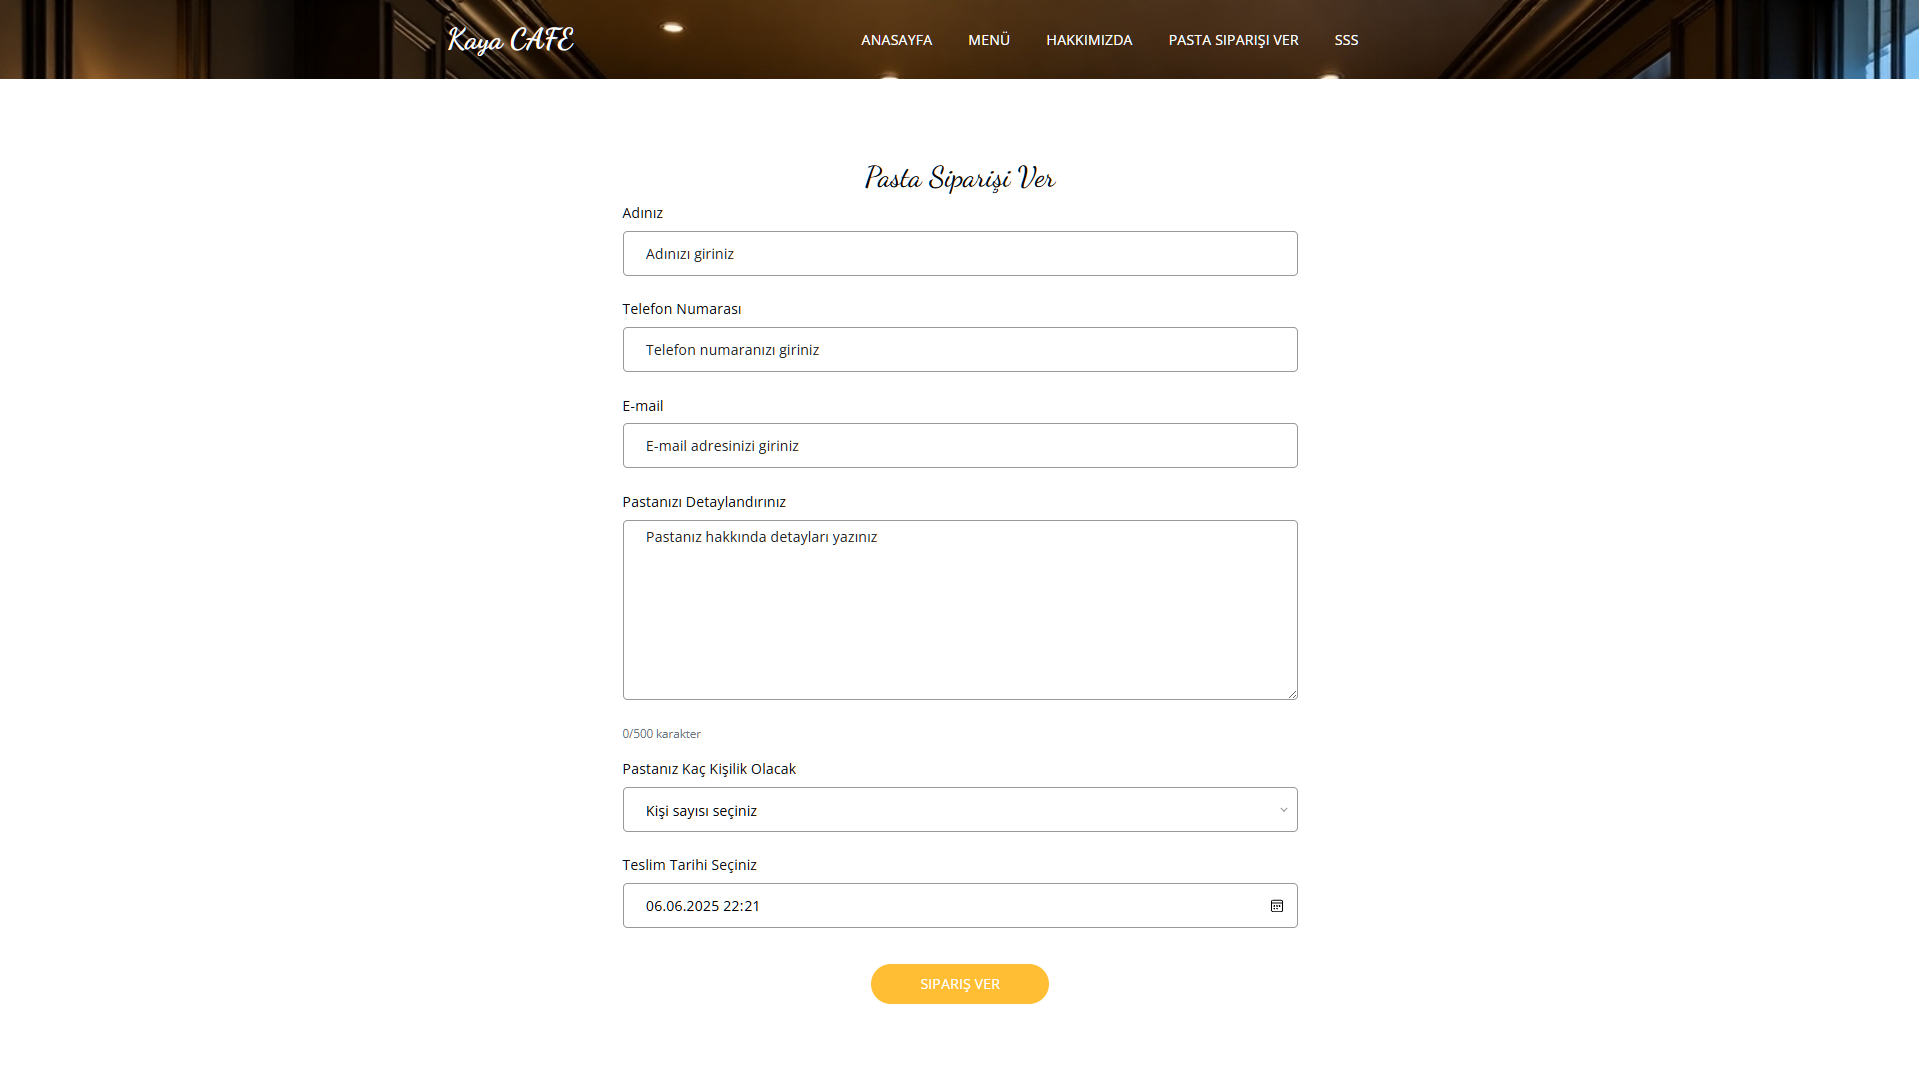 Kaya CAFE
ANASAYFA MENÜ HAKKIMIZDA PASTA SIPARIŞI VER SSS
Pasta Siparişi Ver
Adınız
Adınızı giriniz
Telefon Numarası
Telefon numaranızı giriniz
E-mail
E-mail adresinizi giriniz
Pastanızı Detaylandırınız
Pastanız hakkında detayları yazınız
0/500 karakter
Pastanız Kaç Kişilik Olacak
Kişi sayısı seçiniz
Teslim Tarihi Seçiniz
06.06.2025 22:21
SIPARIŞ VER